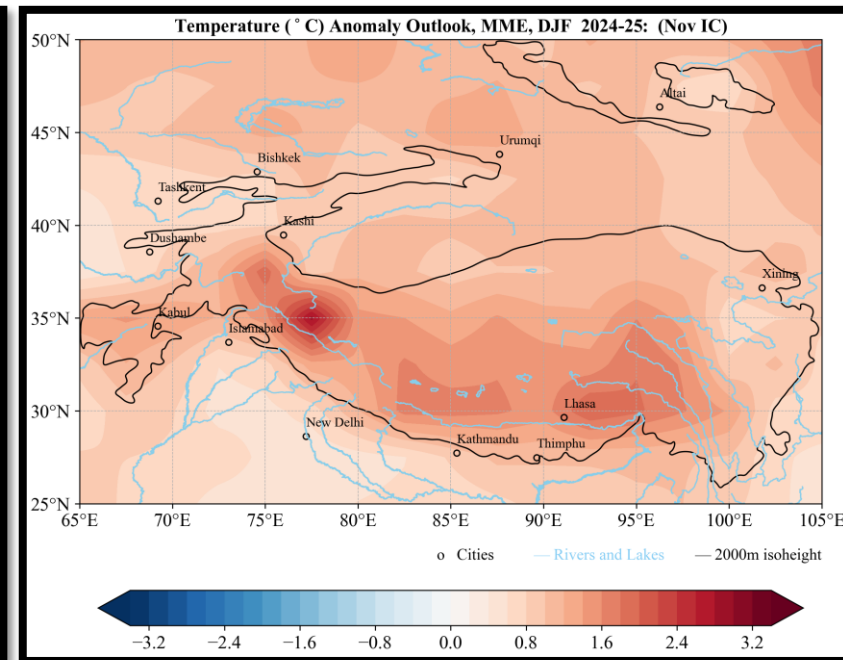 Temperature ( ° C) Anomaly Outlook, MME, DJF 2024-25: (Nov IC)
50°N
Altai
45°N
Urumqi
Bishkek
Tashkent
40°N
Kashi
Dushambe
Xining
35°N
Kabul
Islamabad
30°N
Lhasa
New Delhi
Kathmandu
Thimphu
25°N
65°E 70°E 75°E 80°E 85°E 90°E 95°E 100°E 105°E
o Cities — Rivers and Lakes — 2000m isoheight
−3.2 −2.4 −1.6 −0.8 0.0 0.8 1.6 2.4 3.2